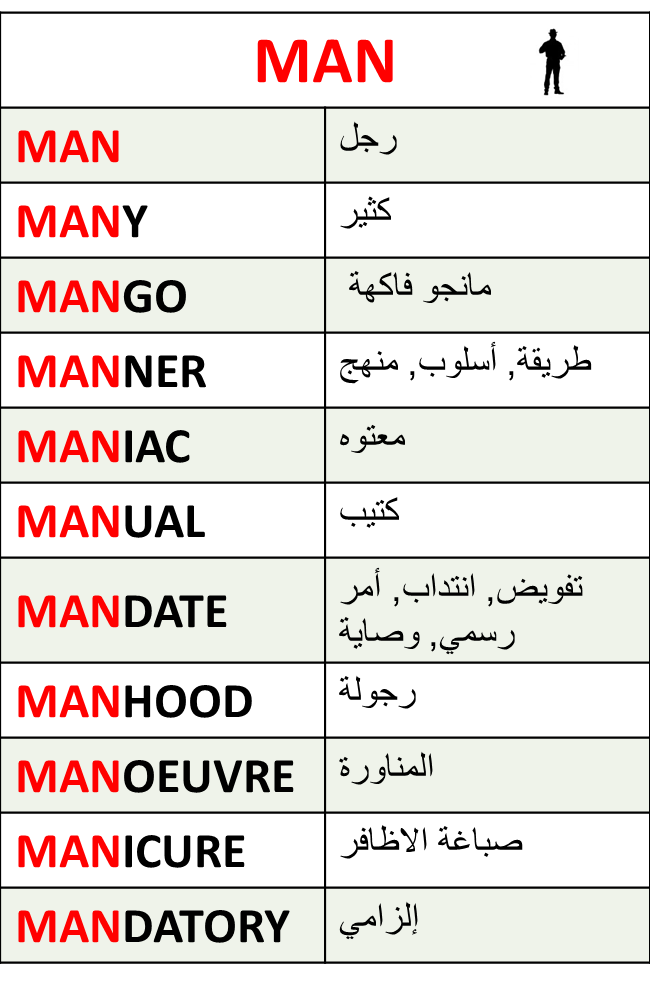 MAN
MAN رجل
MANY كثير
MANGO مانجو فاكهة
MANNER طريقة, أسلوب, منهج
MANIAC معتوه
MANUAL كتيب
MANDATE تفويض, انتداب, أمر
رسمي, وصاية
MANHOOD رجولة
MANOEUVRE المناورة
MANICURE صباغة الاظافر
MANDATORY إلزامي